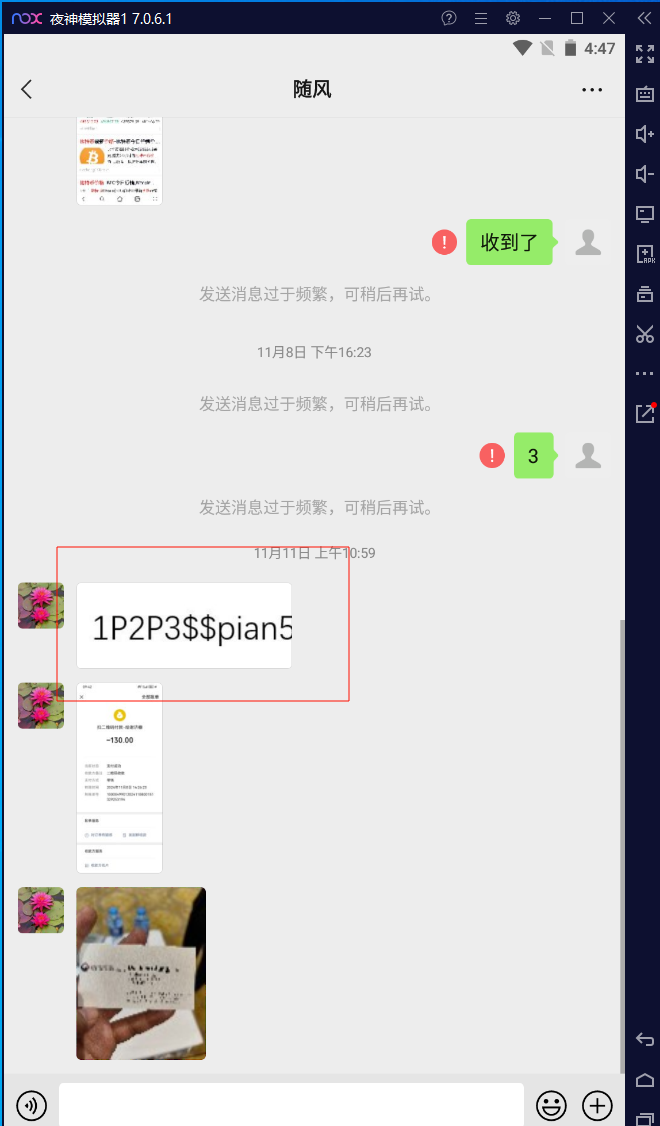 nox 夜神模拟器1 7.0.6.1
4:47
随风
收到了
发送消息过于频繁，可稍后再试。
11月8日 下午16:23
发送消息过于频繁，可稍后再试。
3
发送消息过于频繁，可稍后再试。
11月11日 上午10:59
1P2P3$$pian5
-130.00
APK